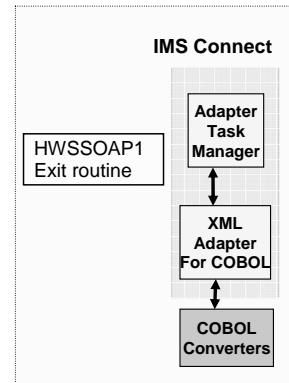 IMS Connect
Adapter
Task
Manager
HWSSOAP1
Exit routine
XML
Adapter
For COBOL
COBOL
Converters